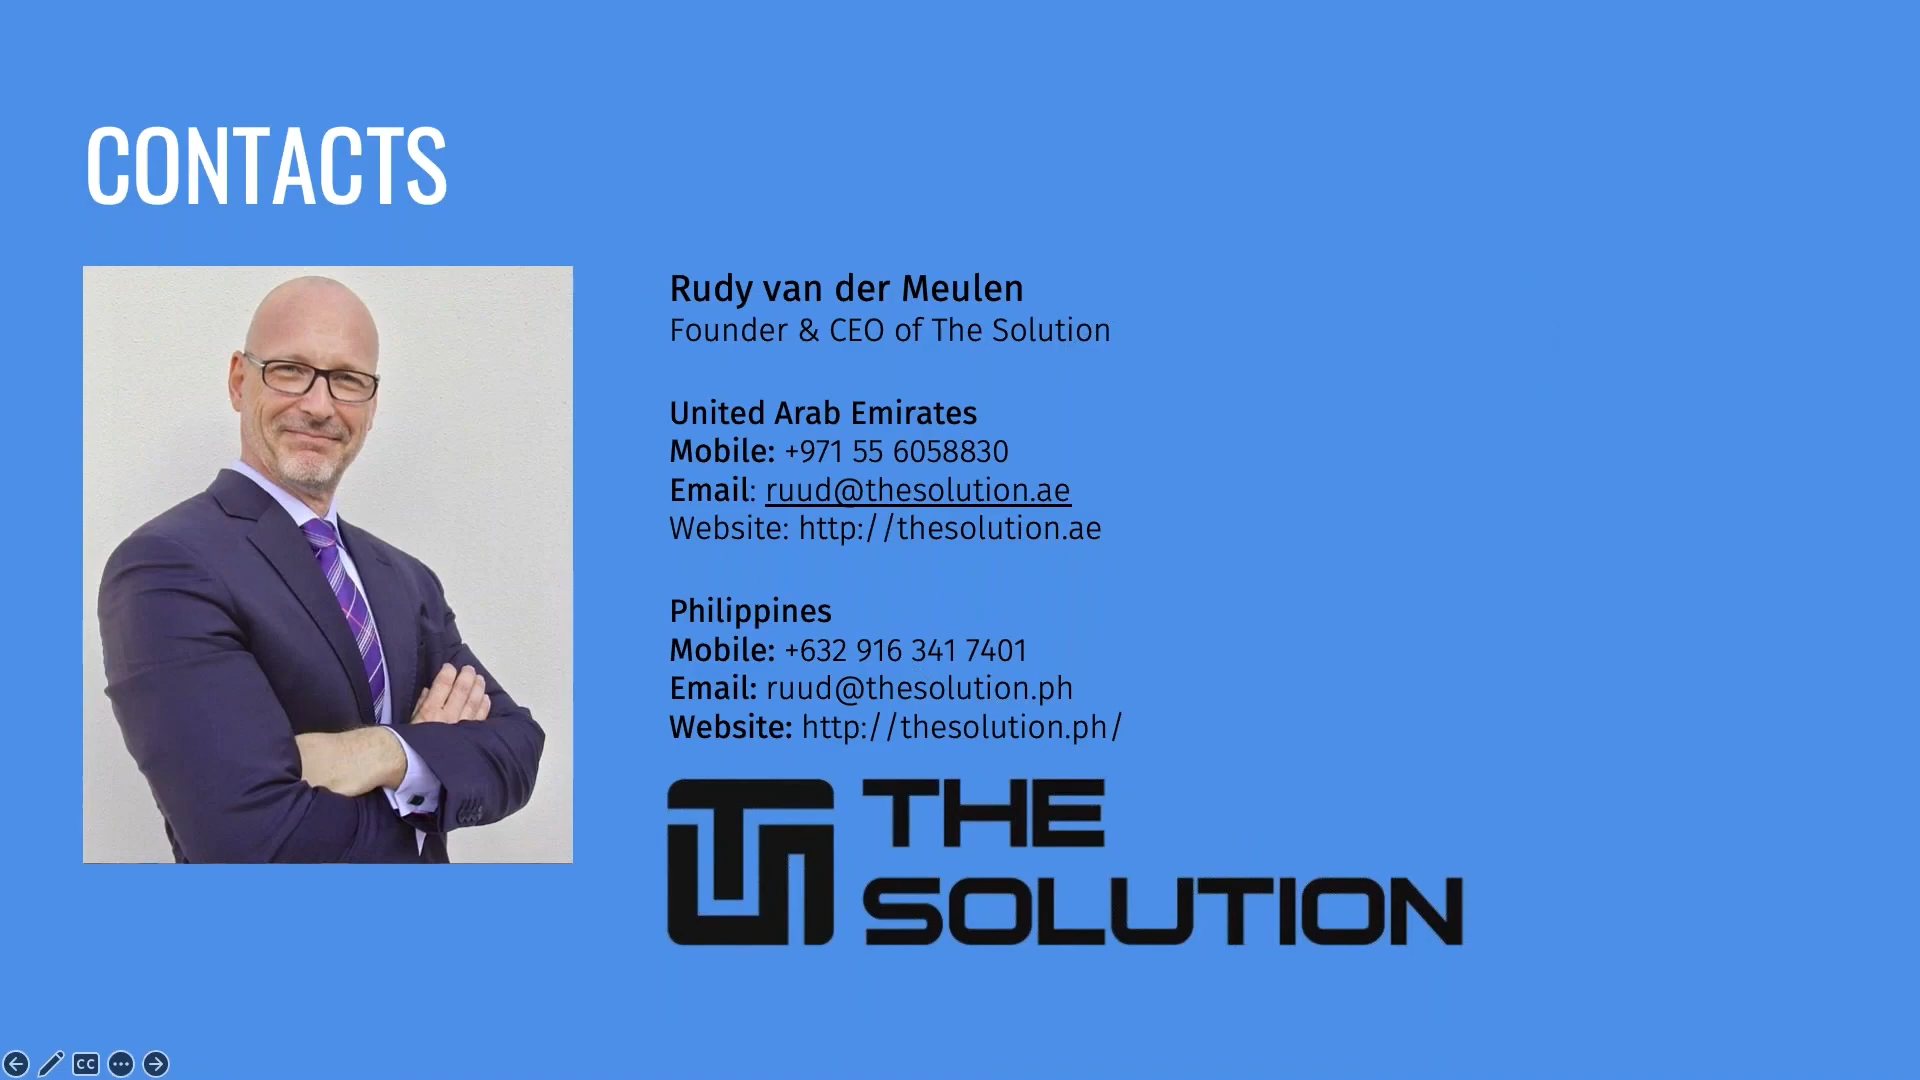 CONTACTS
Rudy van der Meulen
Founder & CEO of The Solution
United Arab Emirates
Mobile: +971 55 6058830
Email: ruud@thesolution.ae
Website: http://thesolution.ae
Philippines
Mobile: +632 916 341 7401
Email: ruud@thesolution.ph
Website: http://thesolution.ph/
THE
SOLUTION
CC